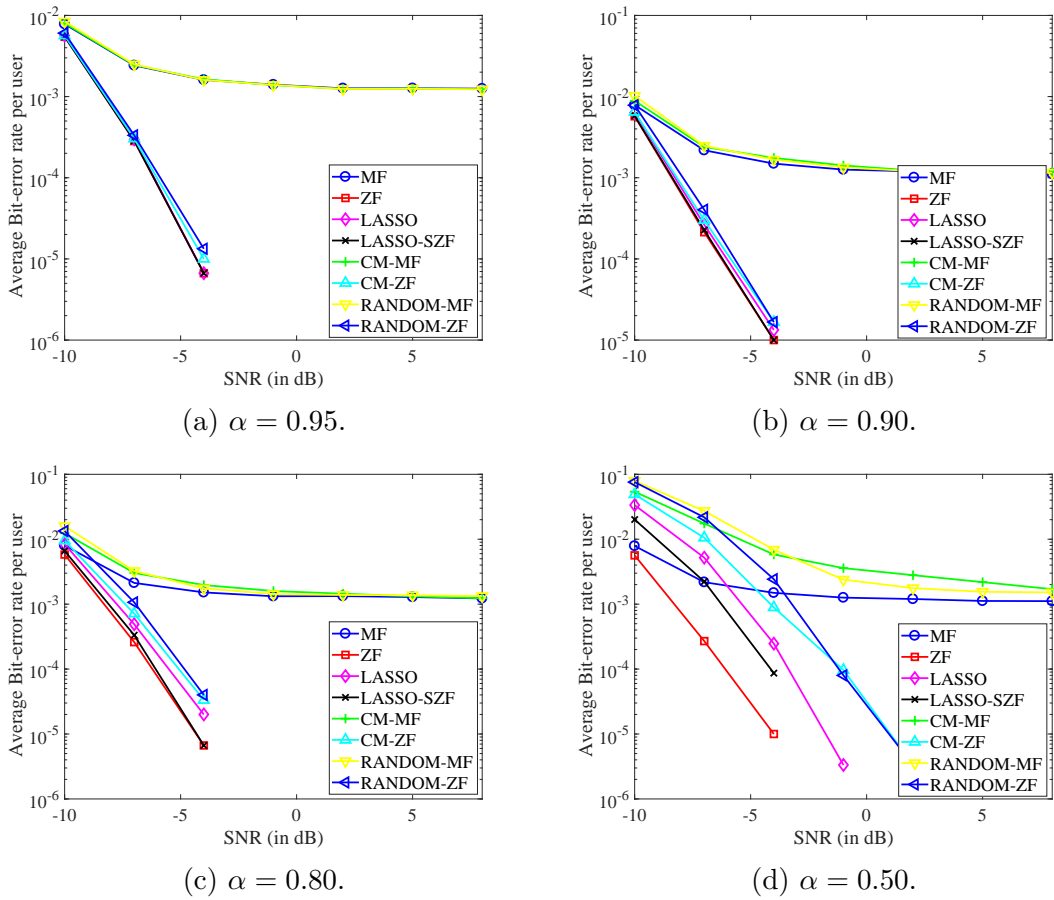 10^-2
10^-3
10^-4
10^-5
10^-6
Average Bit-error rate per user
-10
-5
0
5
SNR (in dB)
MF
ZF
LASSO
LASSO-SZF
CM-MF
CM-ZF
RANDOM-MF
RANDOM-ZF
(a) α = 0.95.
10^-1
10^-2
10^-3
10^-4
10^-5
Average Bit-error rate per user
-10
-5
0
5
SNR (in dB)
MF
ZF
LASSO
LASSO-SZF
CM-MF
CM-ZF
RANDOM-MF
RANDOM-ZF
(b) α = 0.90.
10^-1
10^-2
10^-3
10^-4
10^-5
10^-6
Average Bit-error rate per user
-10
-5
0
5
SNR (in dB)
MF
ZF
LASSO
LASSO-SZF
CM-MF
CM-ZF
RANDOM-MF
RANDOM-ZF
(c) α = 0.80.
10^-1
10^-2
10^-3
10^-4
10^-5
10^-6
Average Bit-error rate per user
-10
-5
0
5
SNR (in dB)
MF
ZF
LASSO
LASSO-SZF
CM-MF
CM-ZF
RANDOM-MF
RANDOM-ZF
(d) α = 0.50.